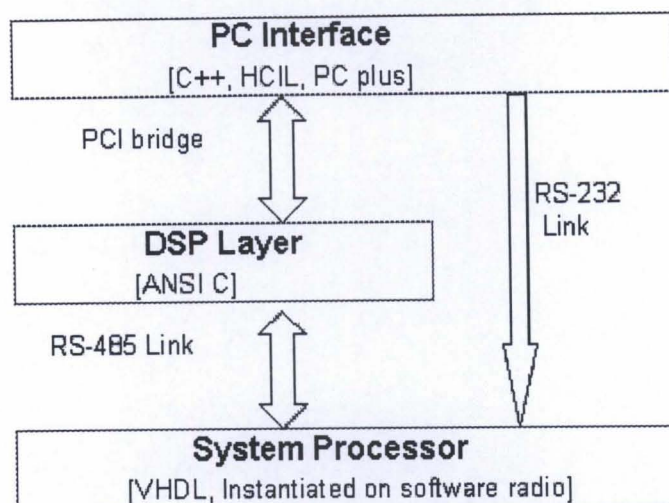 PC Interface
[C++, HCIL, PC plus]
PCI bridge
RS-232
Link
DSP Layer
[ANSI C]
RS-485 Link
System Processor
[VHDL, Instantiated on software radio]